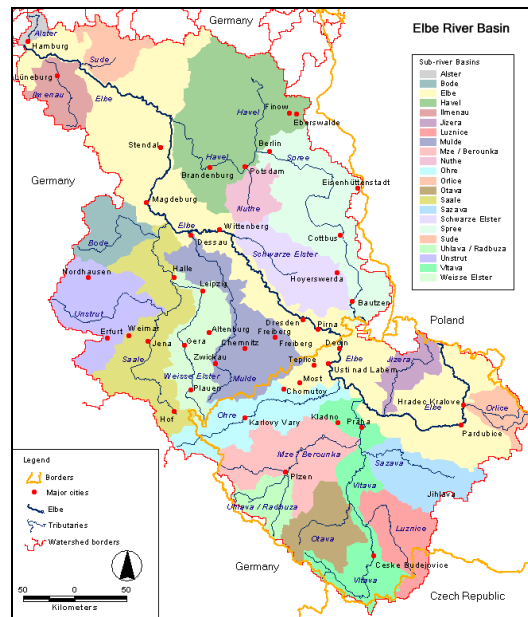 Elbe River Basin
Germany
Sub-river Basins
Alster
Bode
Elbe
Havel
Ilmenau
Jizera
Luznice
Mulde
Mze / Berounka
Nuthe
Ohre
Orlice
Otava
Saale
Sazava
Schwarze Elster
Spree
Sude
Uhlava / Radbuza
Unstrut
Vltava
Weisse Elster
Alster
Hamburg
Sude
Lüneburg
Ilmenau
Elbe
Havel
Finow
Eberswalde
Stendal
Berlin
Spree
Havel
Brandenburg
Potsdam
Eisenhüttenstadt
Germany
Nuthe
Magdeburg
Elbe
Wittenberg
Dessau
Cottbus
Bode
Schwarze Elster
Nordhausen
Halle
Hoyerswerda
Leipzig
Bautzen
Unstrut
Dresden
Poland
Erfurt
Weimar
Altenburg
Freiberg
Pirna
Jena
Gera
Chemnitz
Freiberg
Decin
Saale
Zwickau
Teplice
Elbe
Jizera
Usti nad Labem
Weisse Elster
Mulde
Most
Plauen
Chomutov
Hradec Kralove
Elbe
Orlice
Hof
Ohre
Kladno
Karlovy Vary
Praha
Pardubice
Mze / Berounka
Sazava
Plzen
Vltava
Jihlava
Uhlava / Radbuza
Luznice
Otava
Germany
Ceske Budejovice
Vltava
Czech Republic
Legend
Borders
Major cities
Elbe
Tributaries
Watershed borders
50 0 50
Kilometers